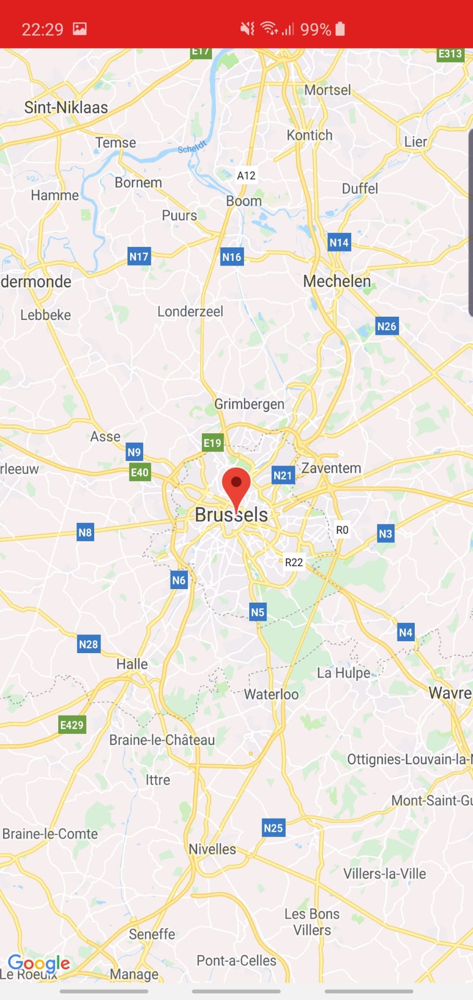 22:29
99%
E17
E313
Mortsel
Sint-Niklaas
Kontich
Temse
Lier
Scheldt
A12
Bornem
Duffel
Hamme
Boom
Puurs
N14
N17
N16
dermonde
Mechelen
Londerzeel
Lebbeke
N26
Grimbergen
Asse
E19
N9
rleeuw
E40
N21
Zaventem
Brussels
N8
R0
N3
R22
N6
N5
N4
N28
Halle
La Hulpe
Waterloo
Wavre
E429
Braine-le-Château
Ottignies-Louvain-la-N
Ittre
Mont-Saint-Gu
N25
Braine-le-Comte
Nivelles
Villers-la-Ville
Les Bons
Villers
Seneffe
Google
Pont-a-Celles
Le Roeulx
Manage